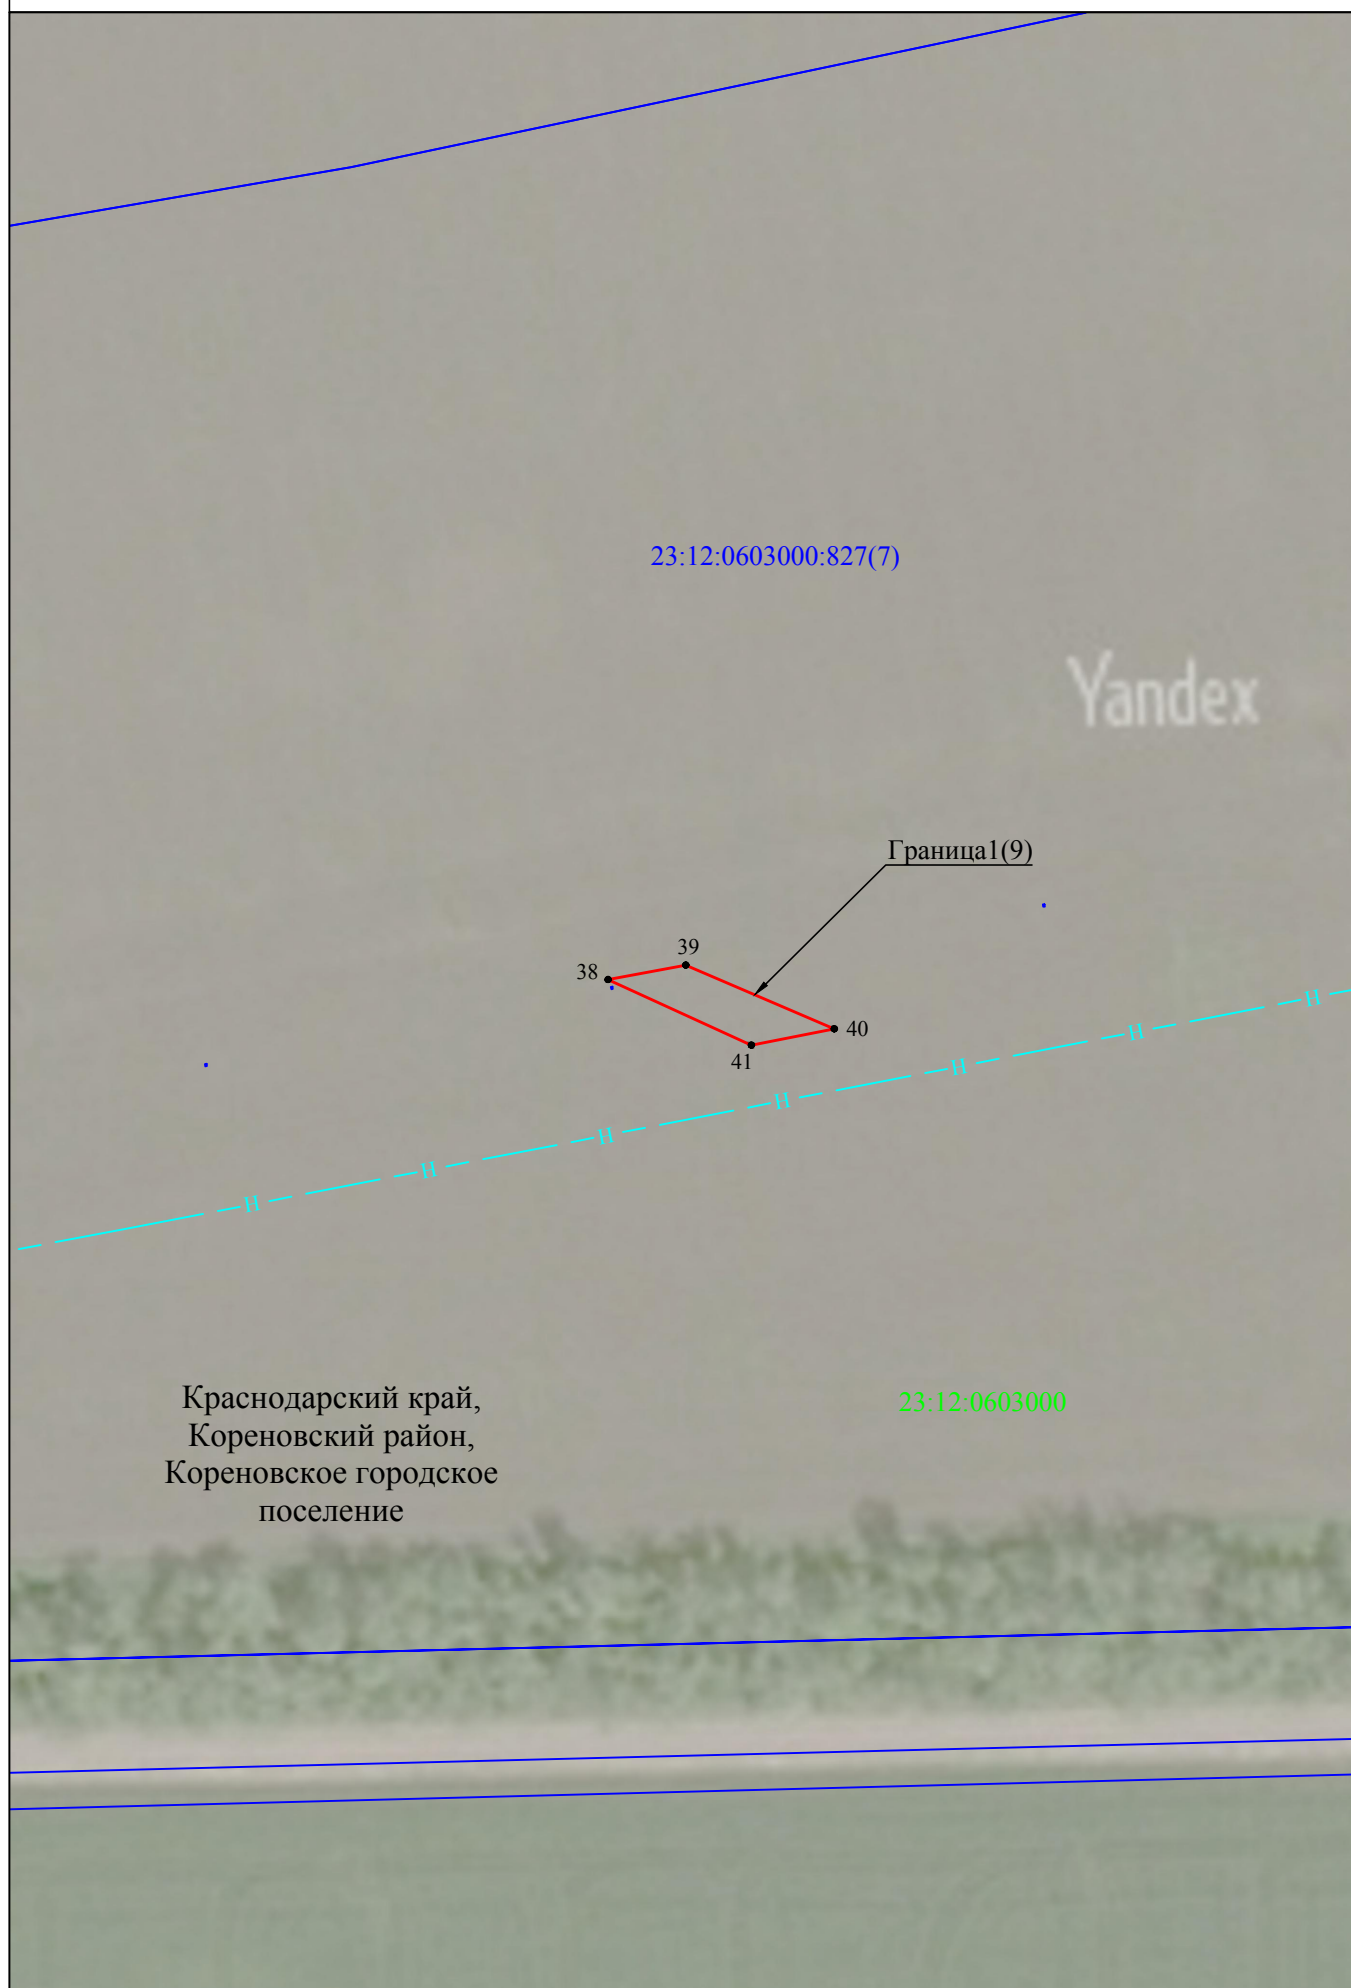 23:12:0603000:827(7)
Yandex
Граница1(9)
39
38
40
41
H H H H H H H
Краснодарский край,
Кореновский район,
Кореновское городское
поселение
23:12:0603000